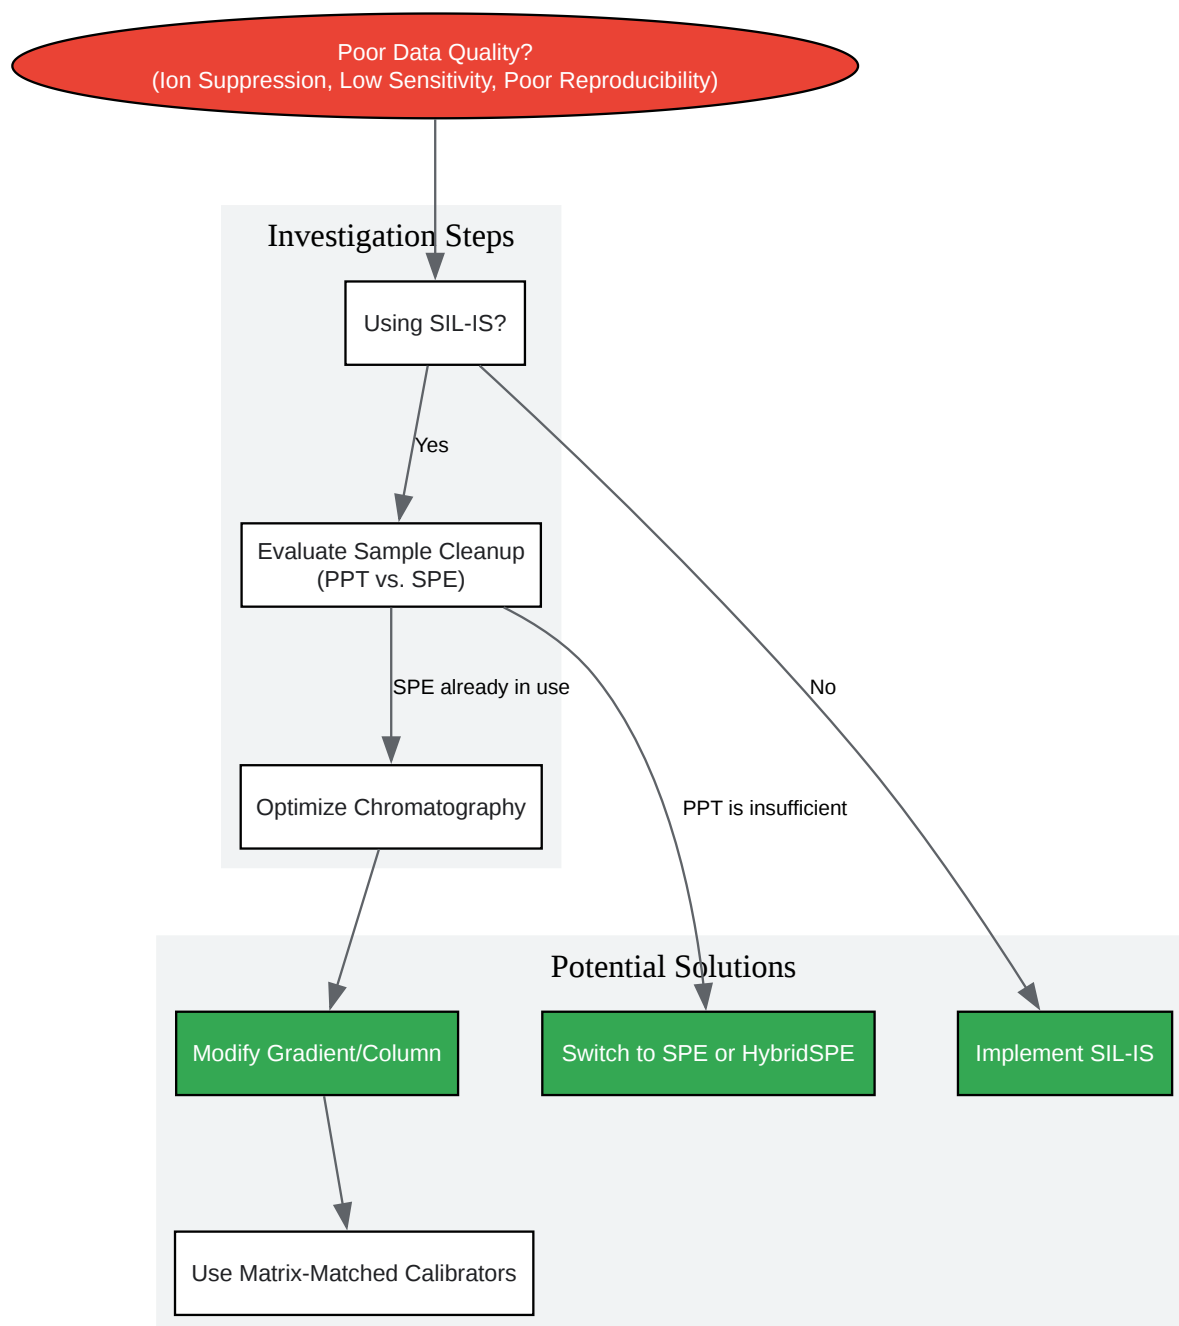 Poor Data Quality?
(Ion Suppression, Low Sensitivity, Poor Reproducibility)
Investigation Steps
Using SIL-IS?
Yes
Evaluate Sample Cleanup
(PPT vs. SPE)
SPE already in use
No
Optimize Chromatography
PPT is insufficient
Potential Solutions
Modify Gradient/Column
Switch to SPE or HybridSPE
Implement SIL-IS
Use Matrix-Matched Calibrators